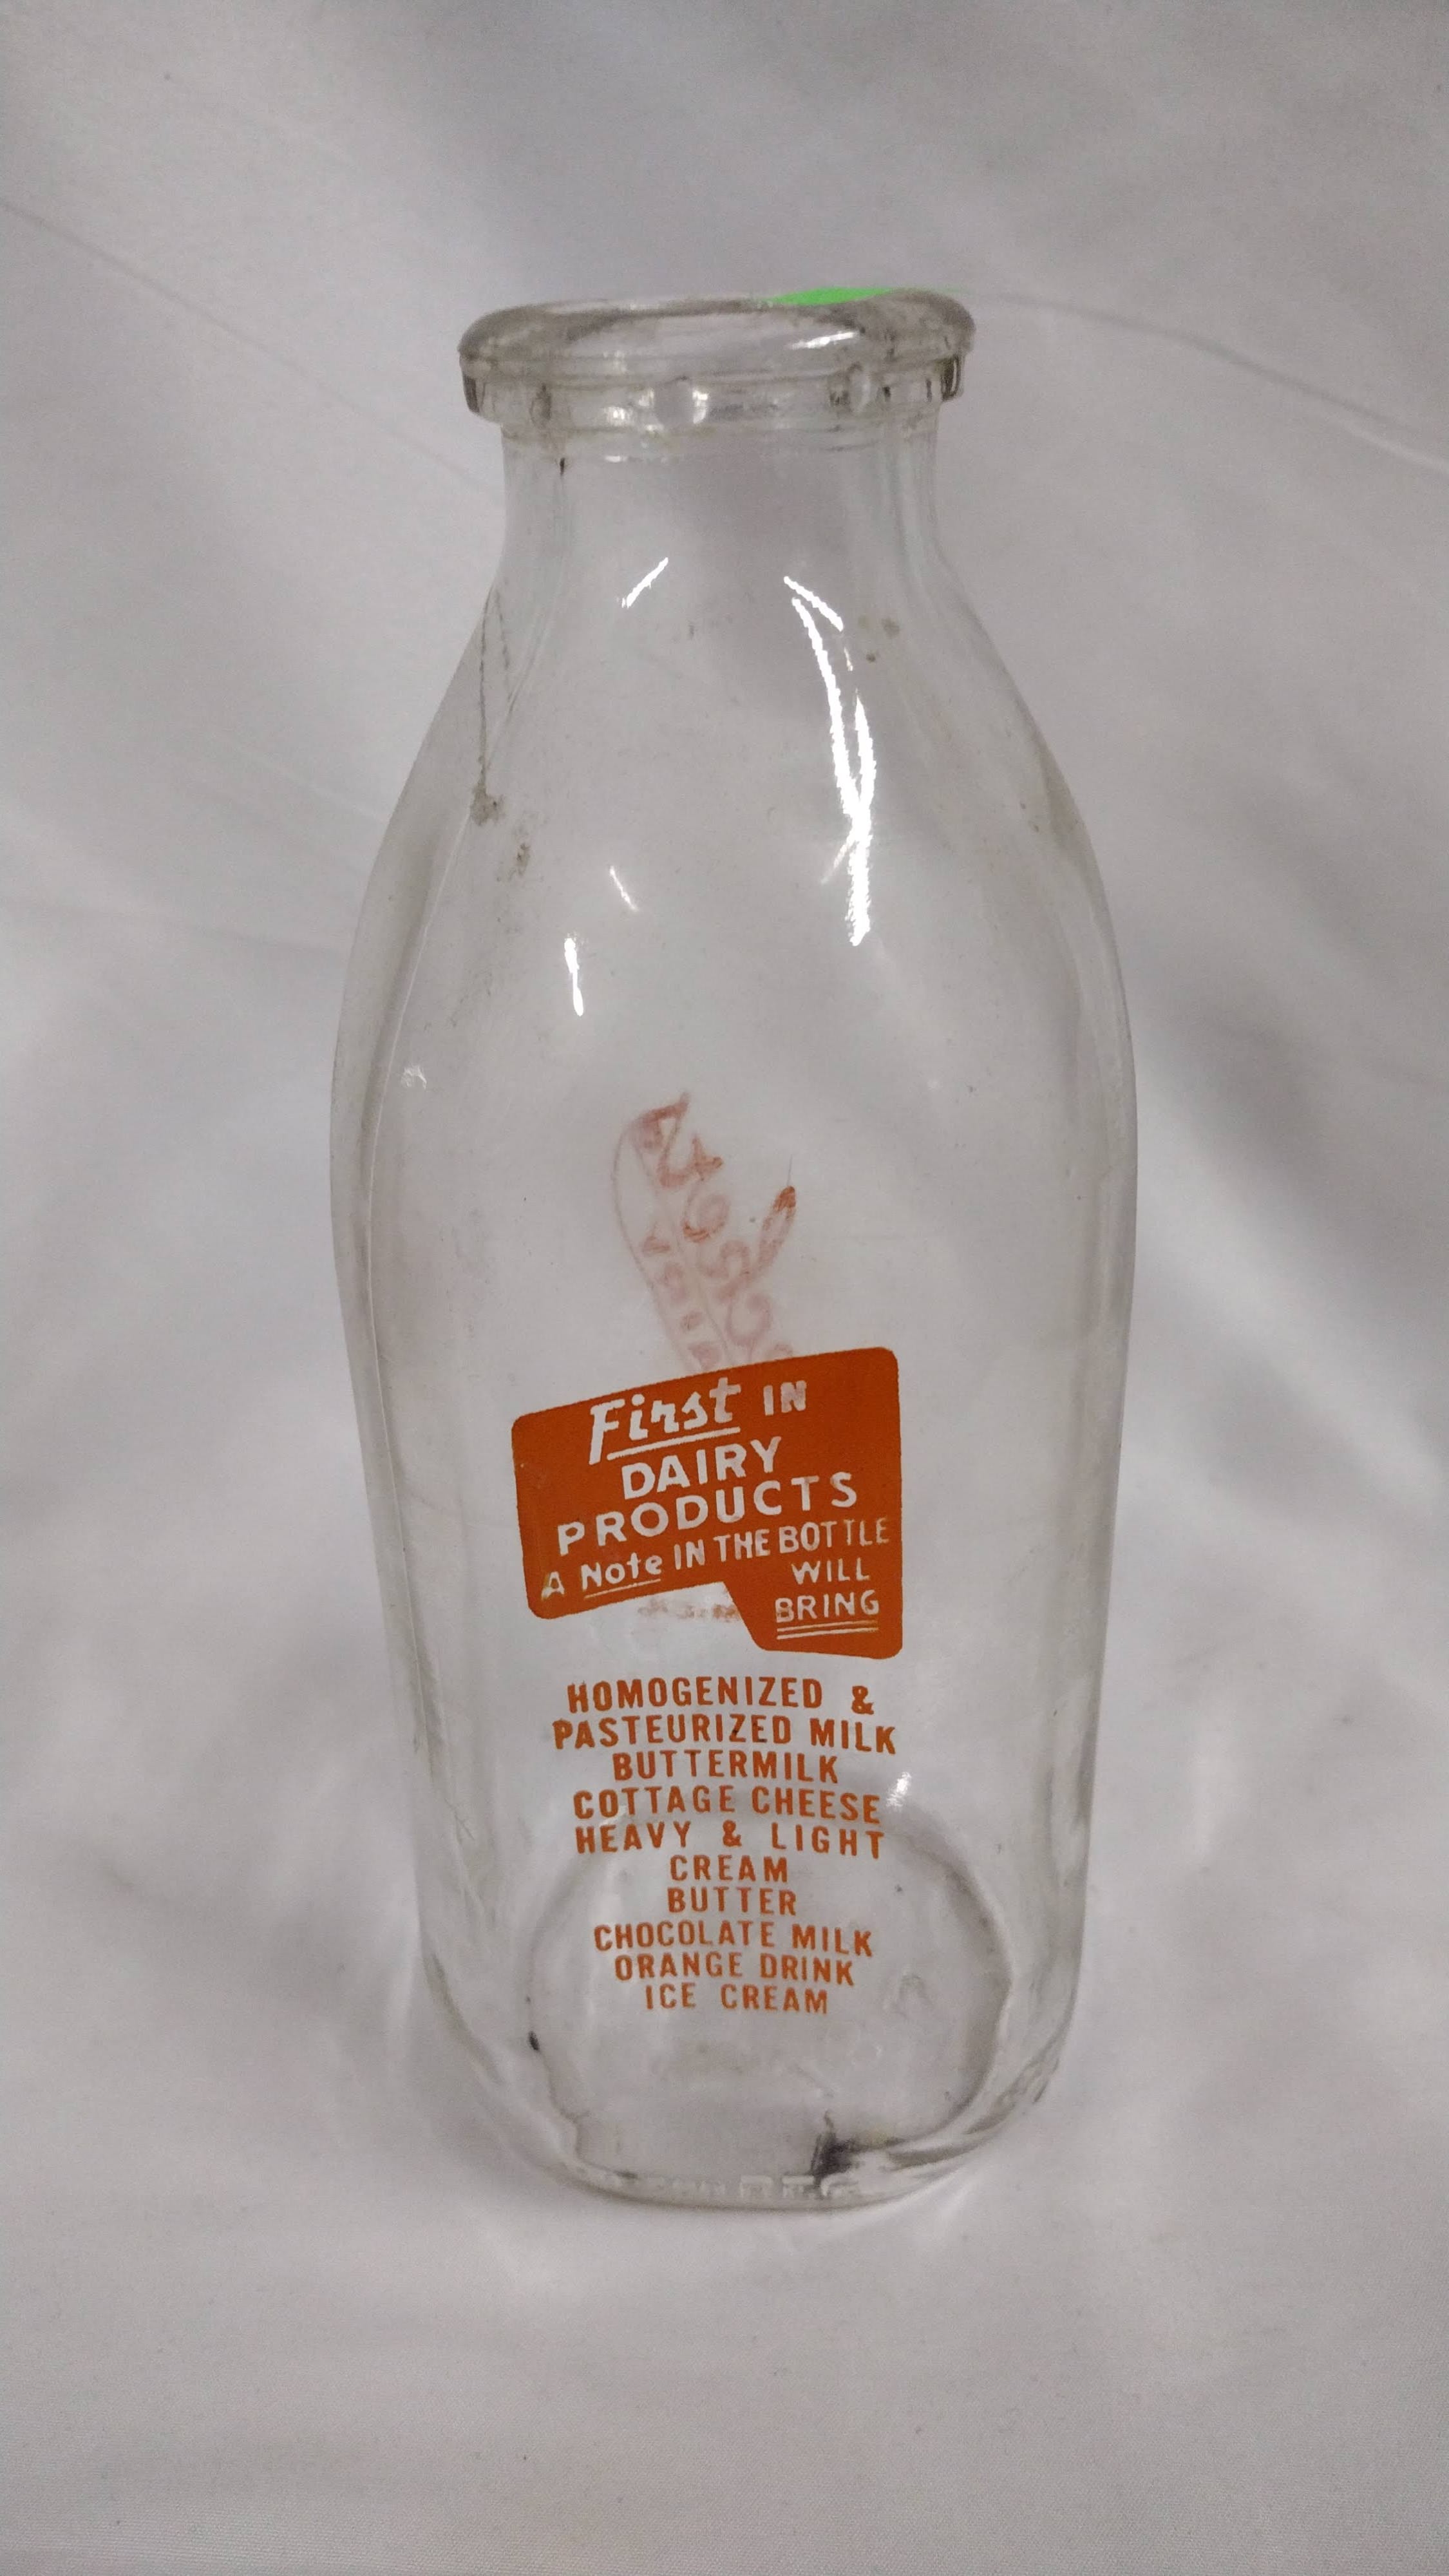 First IN
DAIRY
PRODUCTS
A Note IN THE BOTTLE
WILL
BRING
HOMOGENIZED &
PASTEURIZED MILK
BUTTERMILK
COTTAGE CHEESE
HEAVY & LIGHT
CREAM
BUTTER
CHOCOLATE MILK
ORANGE DRINK
ICE CREAM